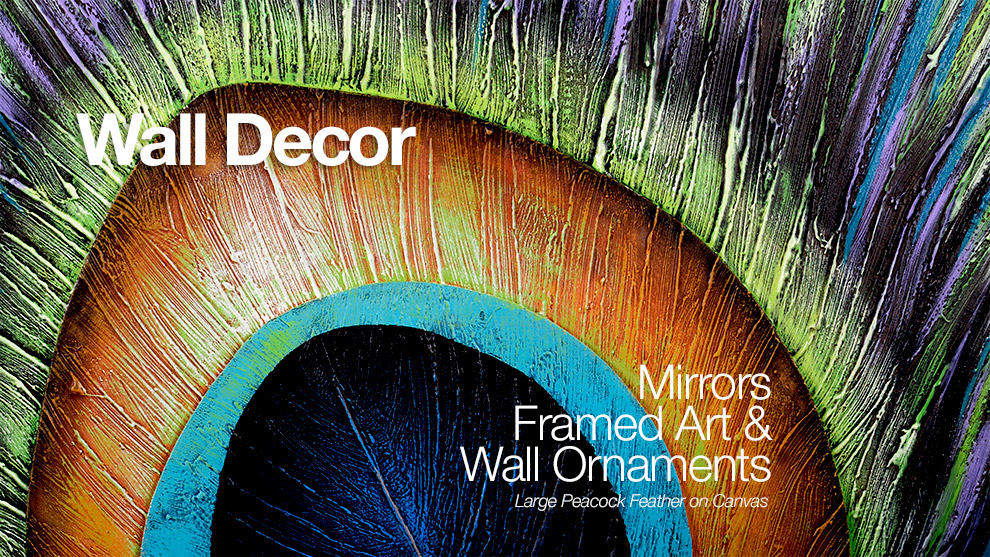 Wall Decor
Mirrors
Framed Art &
Wall Ornaments
Large Peacock Feather on Canvas